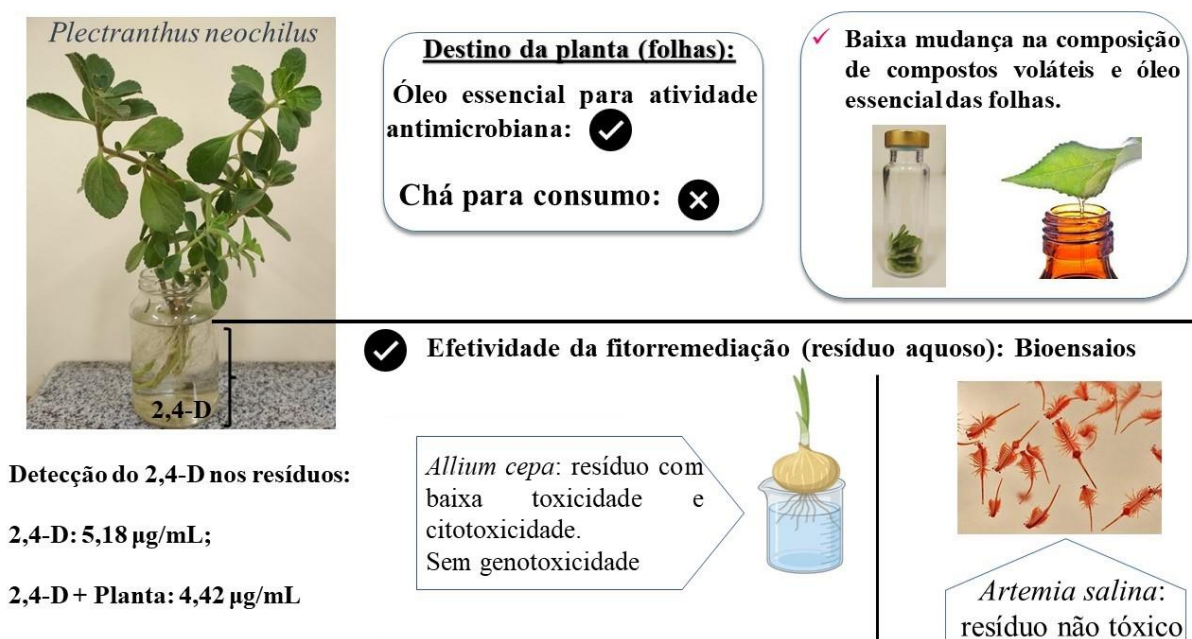 Plectranthus neochilus
2,4-D
Detecção do 2,4-D nos resíduos:
2,4-D: 5,18 µg/mL;
2,4-D + Planta: 4,42 µg/mL
Destino da planta (folhas):
Óleo essencial para atividade
antimicrobiana:
Chá para consumo:
✓ Baixa mudança na composição
de compostos voláteis e óleo
essencial das folhas.
Efetividade da fitorremediação (resíduo aquoso): Bioensaios
Allium cepa: resíduo com
baixa toxicidade e
citotoxicidade.
Sem genotoxicidade
Artemia salina:
resíduo não tóxico